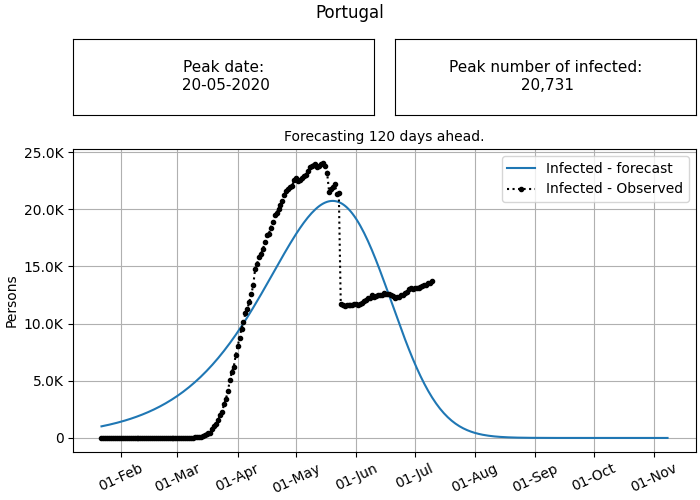 Portugal
Peak date:
20-05-2020
Peak number of infected:
20,731
Forecasting 120 days ahead.
25.0K
20.0K
15.0K
10.0K
5.0K
0
Persons
Infected - forecast
Infected - Observed
01-Feb
01-Mar
01-Apr
01-May
01-Jun
01-Jul
01-Aug
01-Sep
01-Oct
01-Nov